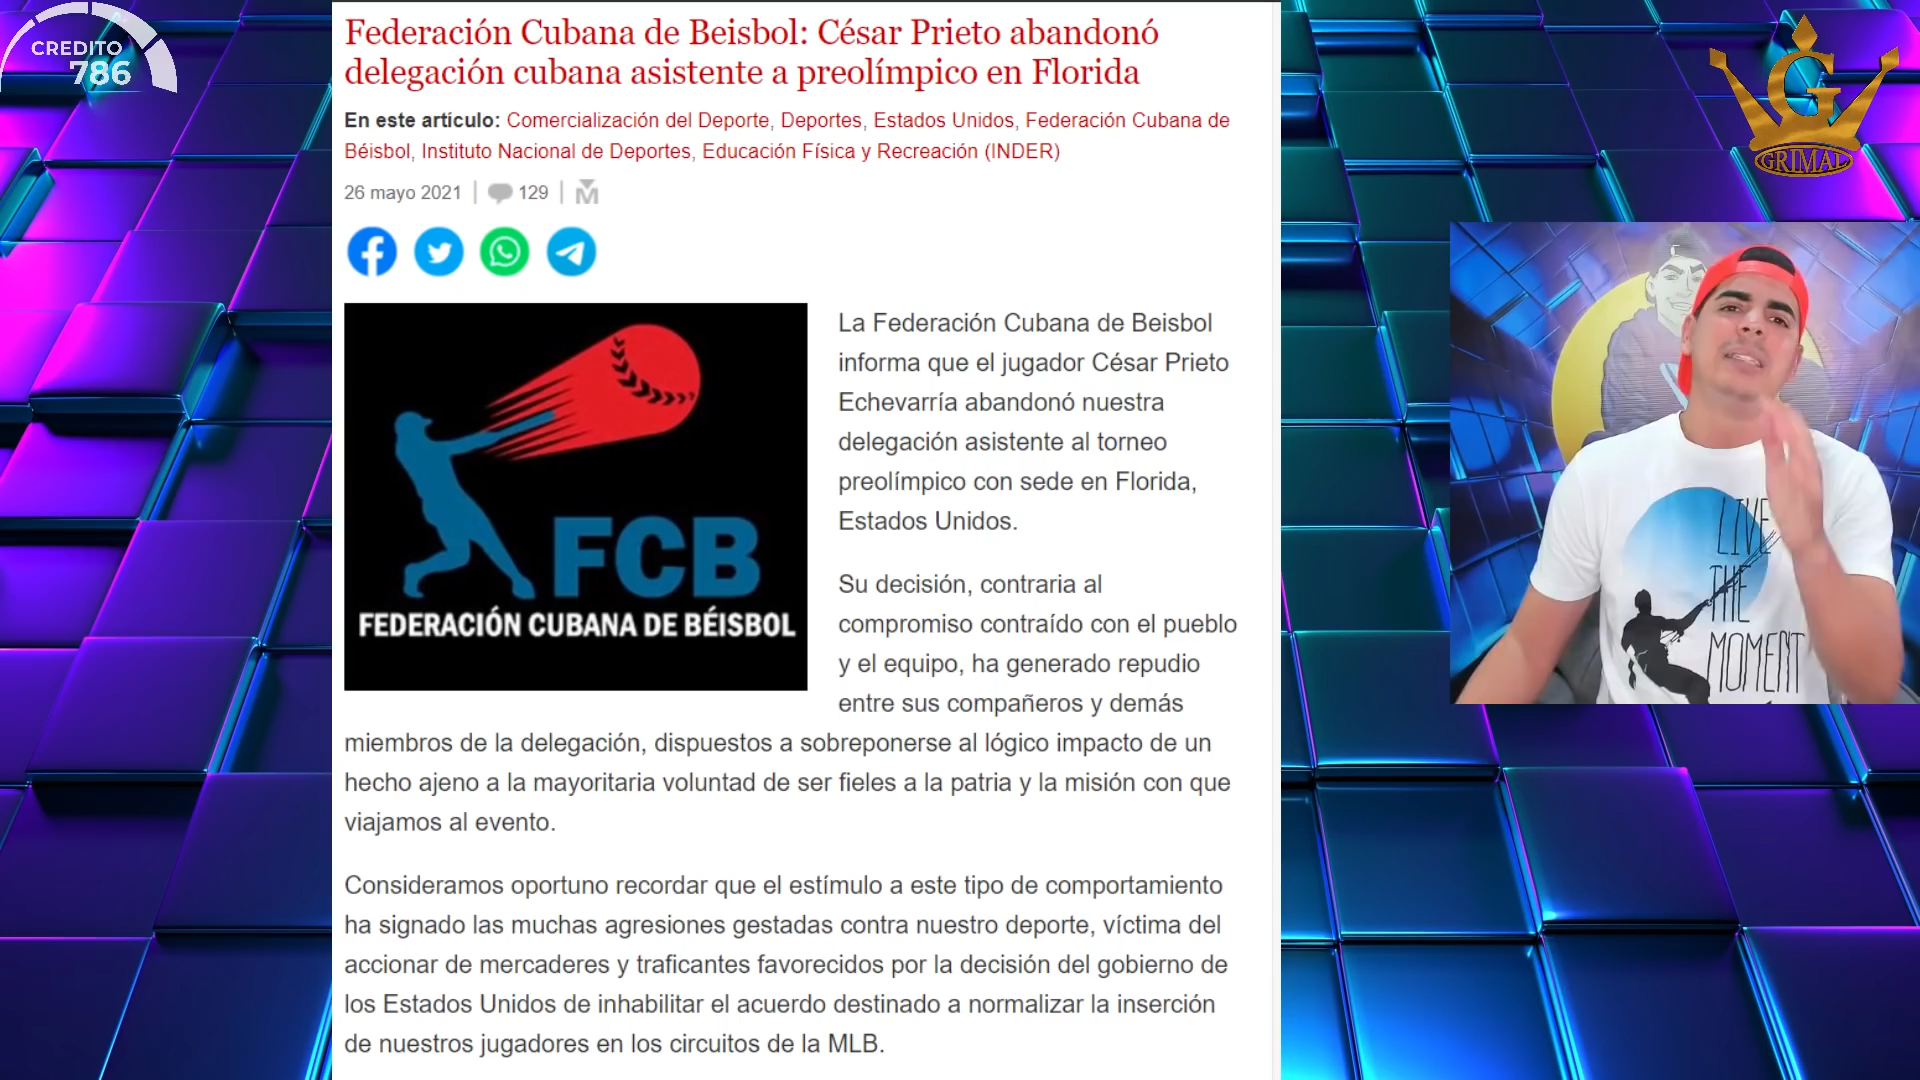 CREDITO
786
Federación Cubana de Beisbol: César Prieto abandonó
delegación cubana asistente a preolímpico en Florida
En este artículo: Comercialización del Deporte, Deportes, Estados Unidos, Federación Cubana de
Béisbol, Instituto Nacional de Deportes, Educación Física y Recreación (INDER)
26 mayo 2021 | 129 |
FCB
FEDERACIÓN CUBANA DE BÉISBOL
La Federación Cubana de Beisbol
informa que el jugador César Prieto
Echevarría abandonó nuestra
delegación asistente al torneo
preolímpico con sede en Florida,
Estados Unidos.
Su decisión, contraria al
compromiso contraído con el pueblo
y el equipo, ha generado repudio
entre sus compañeros y demás
miembros de la delegación, dispuestos a sobreponerse al lógico impacto de un
hecho ajeno a la mayoritaria voluntad de ser fieles a la patria y la misión con que
viajamos al evento.
Consideramos oportuno recordar que el estímulo a este tipo de comportamiento
ha signado las muchas agresiones gestadas contra nuestro deporte, víctima del
accionar de mercaderes y traficantes favorecidos por la decisión del gobierno de
los Estados Unidos de inhabilitar el acuerdo destinado a normalizar la inserción
de nuestros jugadores en los circuitos de la MLB.
G
GRIMAL
LIVE
THE
MOMENT